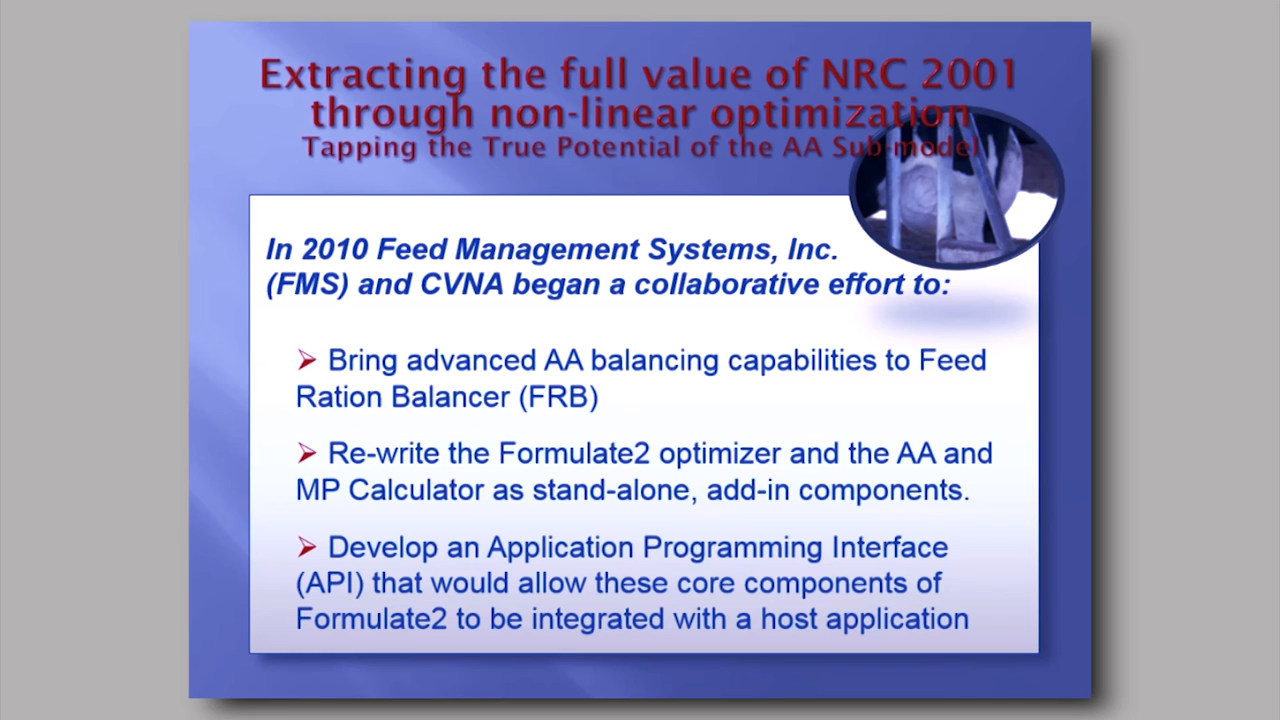 Extracting the full value of NRC 2001
through non-linear optimization
Tapping the True Potential of the AA Sub-model
In 2010 Feed Management Systems, Inc.
(FMS) and CVNA began a collaborative effort to:
➢ Bring advanced AA balancing capabilities to Feed
Ration Balancer (FRB)
➢ Re-write the Formulate2 optimizer and the AA and
MP Calculator as stand-alone, add-in components.
➢ Develop an Application Programming Interface
(API) that would allow these core components of
Formulate2 to be integrated with a host application